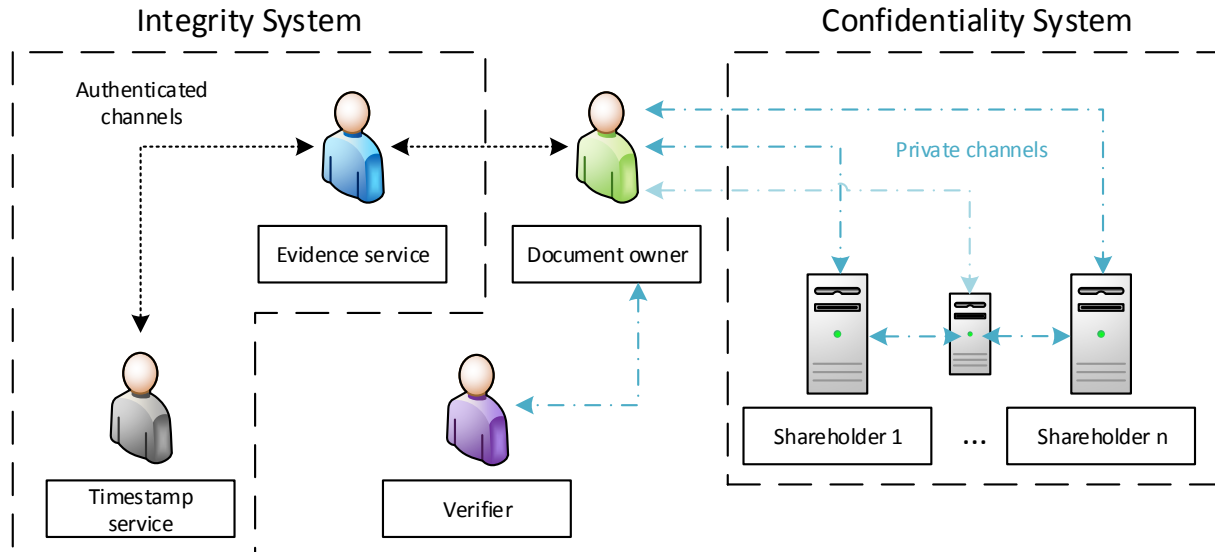 Integrity System
Confidentiality System
Authenticated
channels
Private channels
Evidence service
Document owner
Timestamp
service
Verifier
Shareholder 1
...
Shareholder n